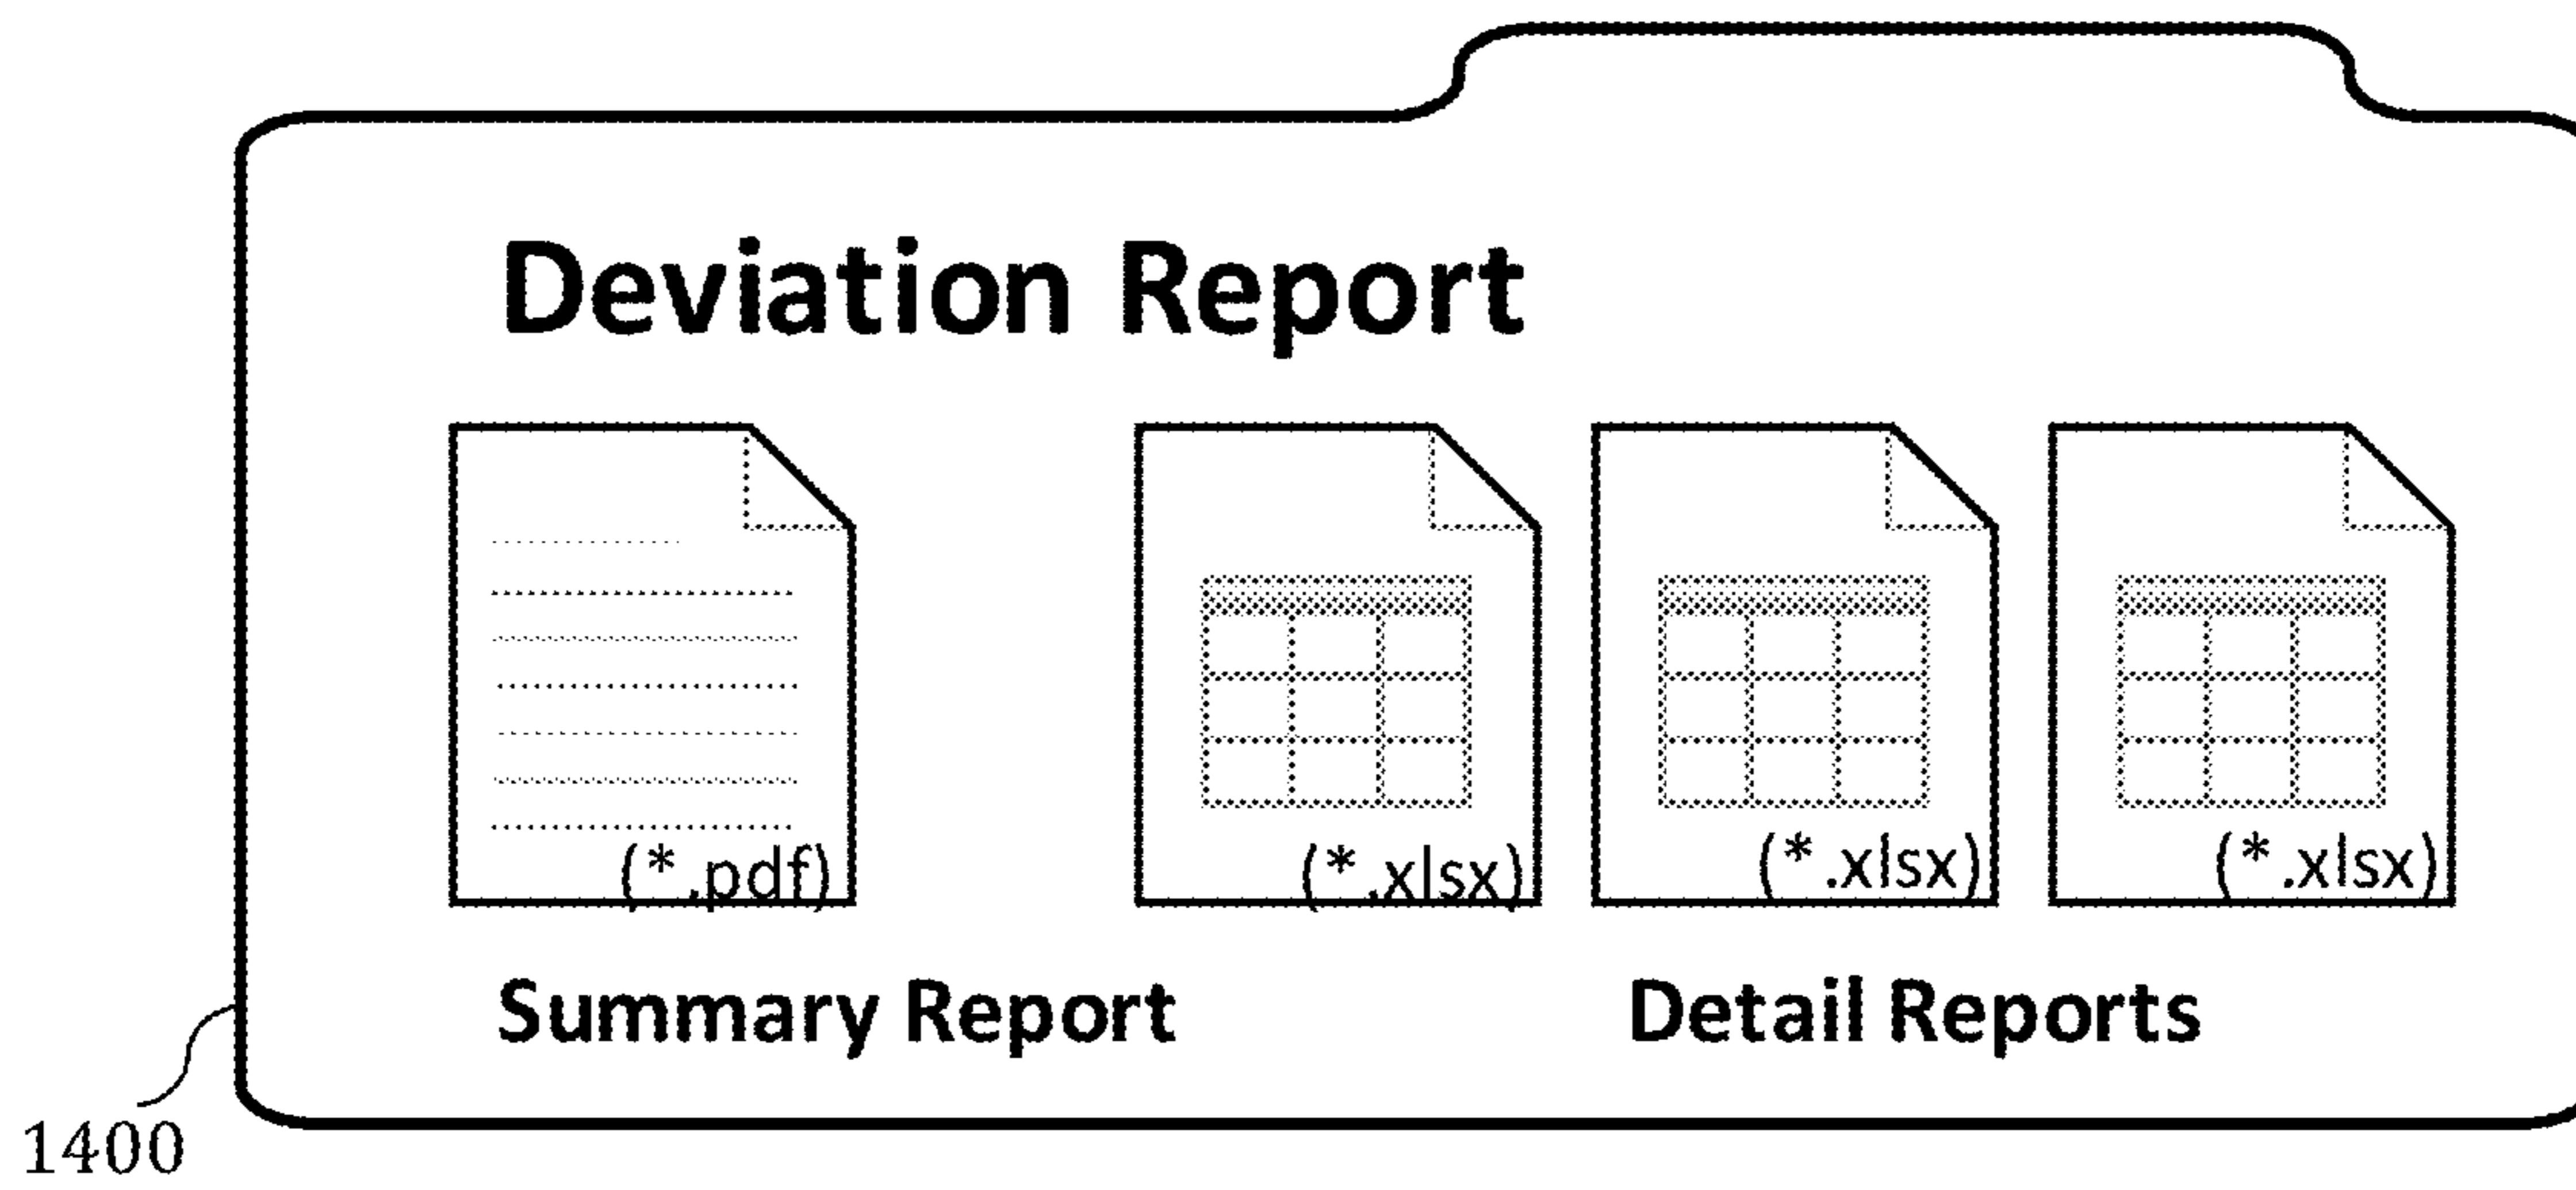 Deviation Report
(*.pdf) (*.xlsx) (*.xlsx) (*.xlsx)
Summary Report Detail Reports
1400